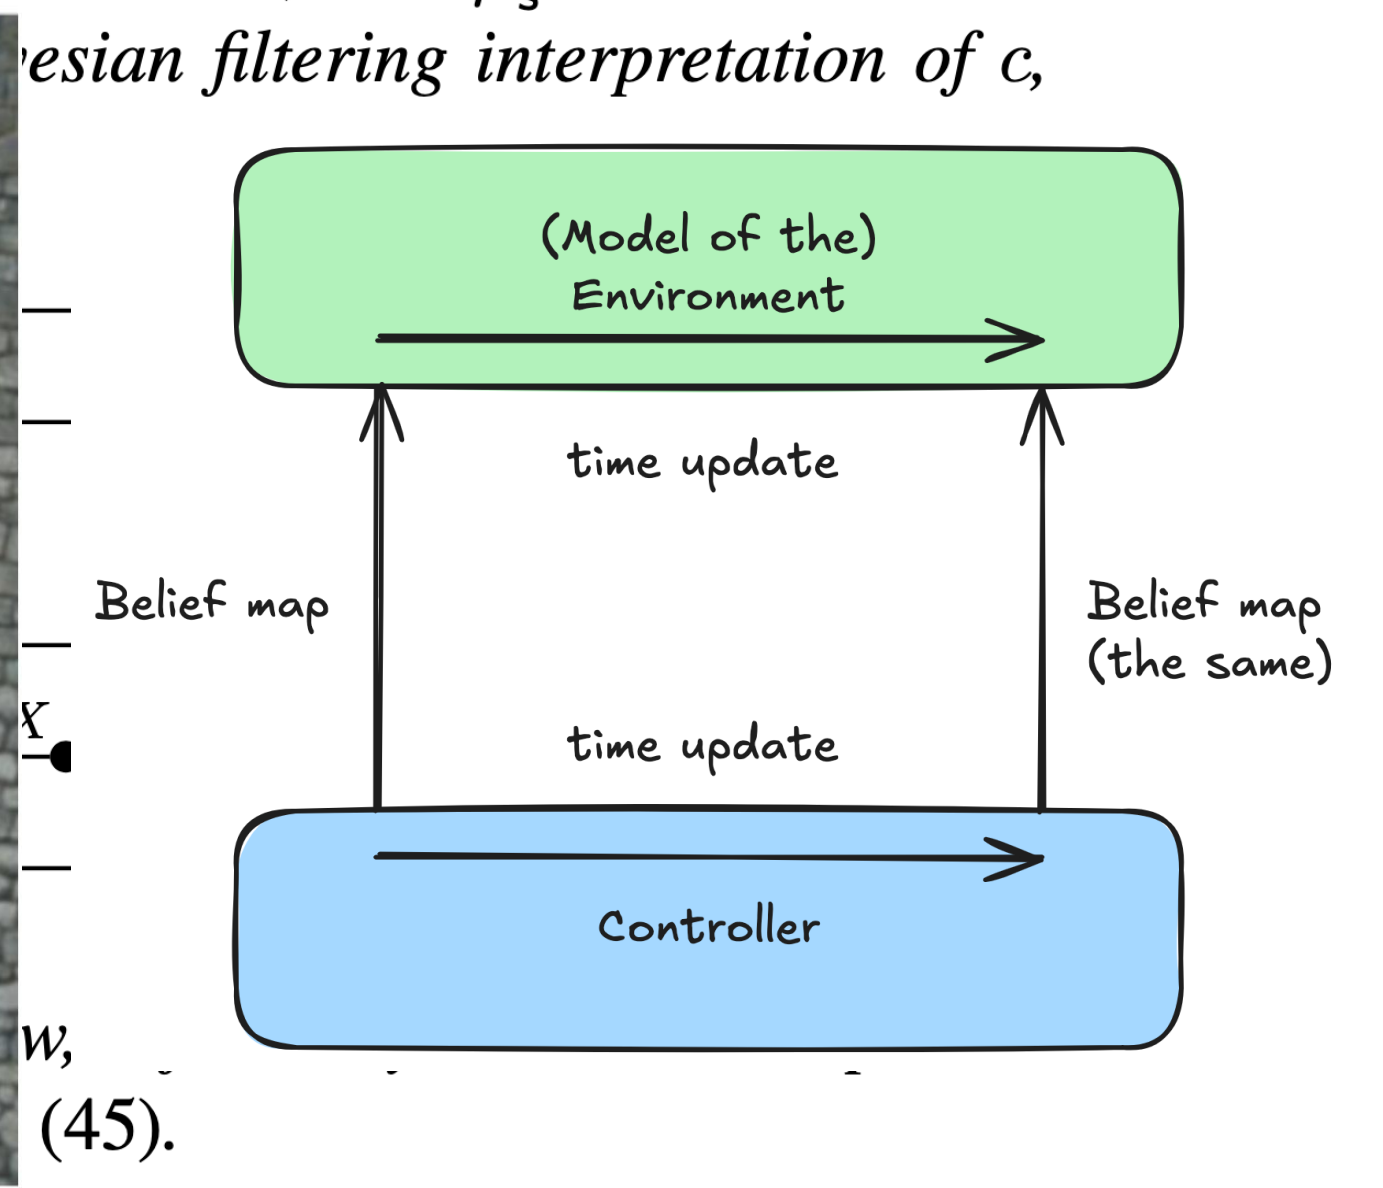 filtering interpretation of c,
(Model of the)
Environment
time update
Belief map
Belief map
(the same)
time update
X
Controller
w,
(45).